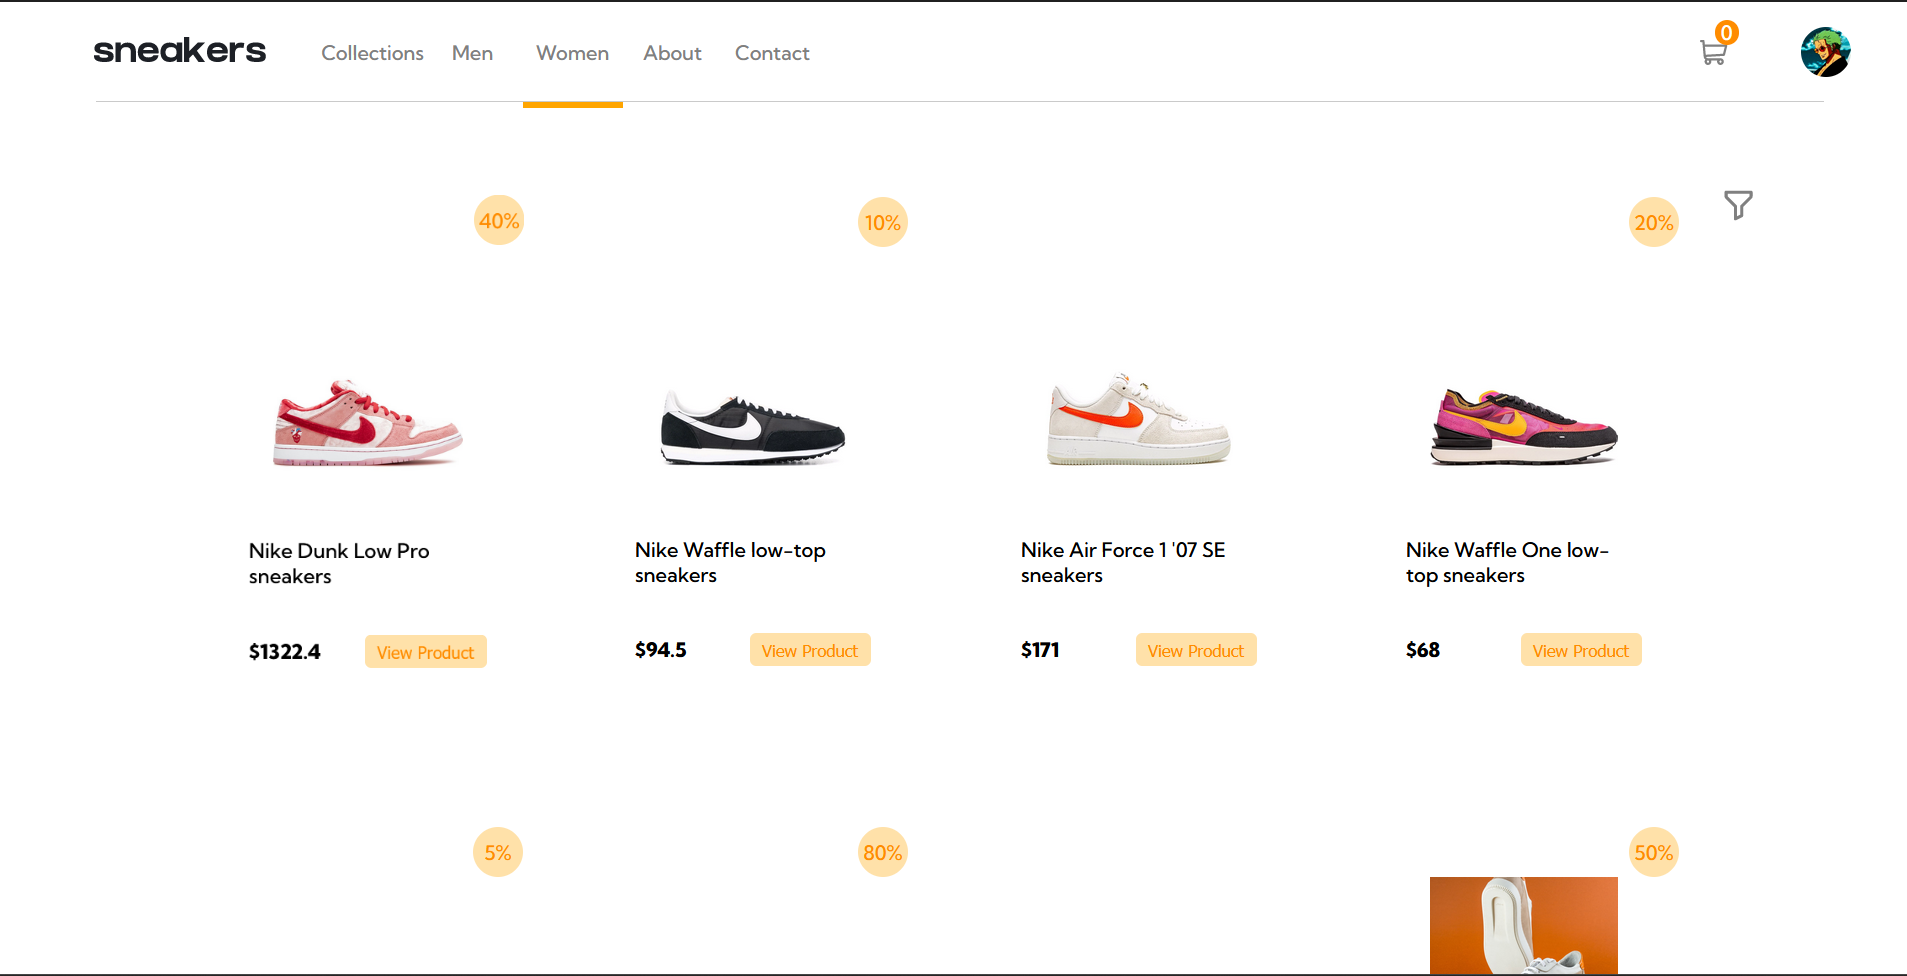 sneakers
Collections Men Women About Contact
0
40%
10%
20%
Nike Dunk Low Pro
sneakers
$1322.4
View Product
Nike Waffle low-top
sneakers
$94.5
View Product
Nike Air Force 1 '07 SE
sneakers
$171
View Product
Nike Waffle One low-
top sneakers
$68
View Product
5%
80%
50%